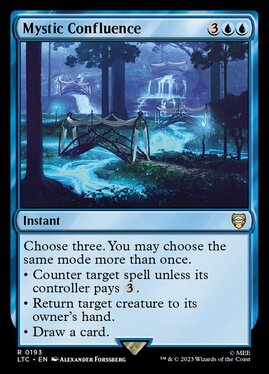 Mystic Confluence 3
Instant
Choose three. You may choose the
same mode more than once.
• Counter target spell unless its
controller pays 3.
• Return target creature to its
owner's hand.
• Draw a card.
R 0193
LTC • EN ALEXANDER FORSSBERG
© MEE
™ & © 2023 Wizards of the Coast